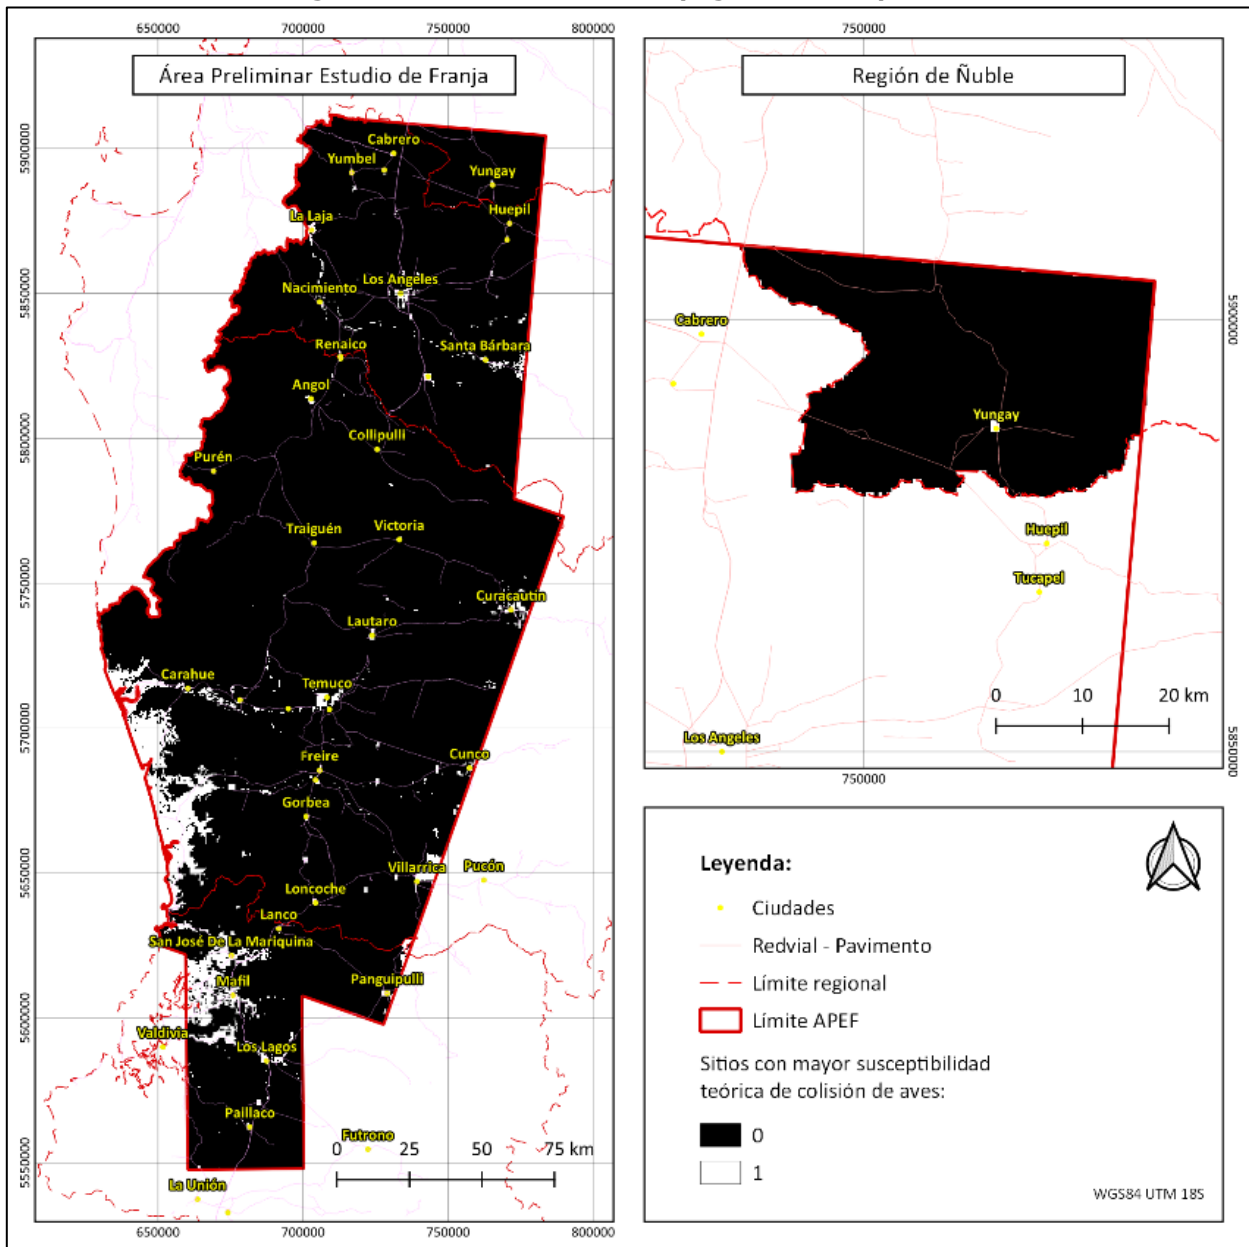 650000
700000
750000
800000
Área Preliminar Estudio de Franja
5900000
5850000
5800000
5750000
5700000
5650000
5600000
5550000
Cabrero
Yumbel
Yungay
Huepil
La Laja
Los Angeles
Nacimiento
Renaico
Santa Bárbara
Angol
Collipulli
Purén
Traiguén
Victoria
Curacautín
Lautaro
Carahue
Temuco
Freire
Cunco
Gorbea
Villarrica
Pucón
Loncoche
Lanco
San José De La Mariquina
Mafil
Panguipulli
Valdivia
Los Lagos
Paillaco
Futrono
0 25 50 75 km
La Unión
650000
700000
750000
800000
750000
Región de Ñuble
5900000
Cabrero
Yungay
Huepil
Tucapel
0 10 20 km
Los Angeles
5850000
750000
Leyenda:
Ciudades
Redvial - Pavimento
Límite regional
Límite APEF
Sitios con mayor susceptibilidad
teórica de colisión de aves:
0
1
WGS84 UTM 18S